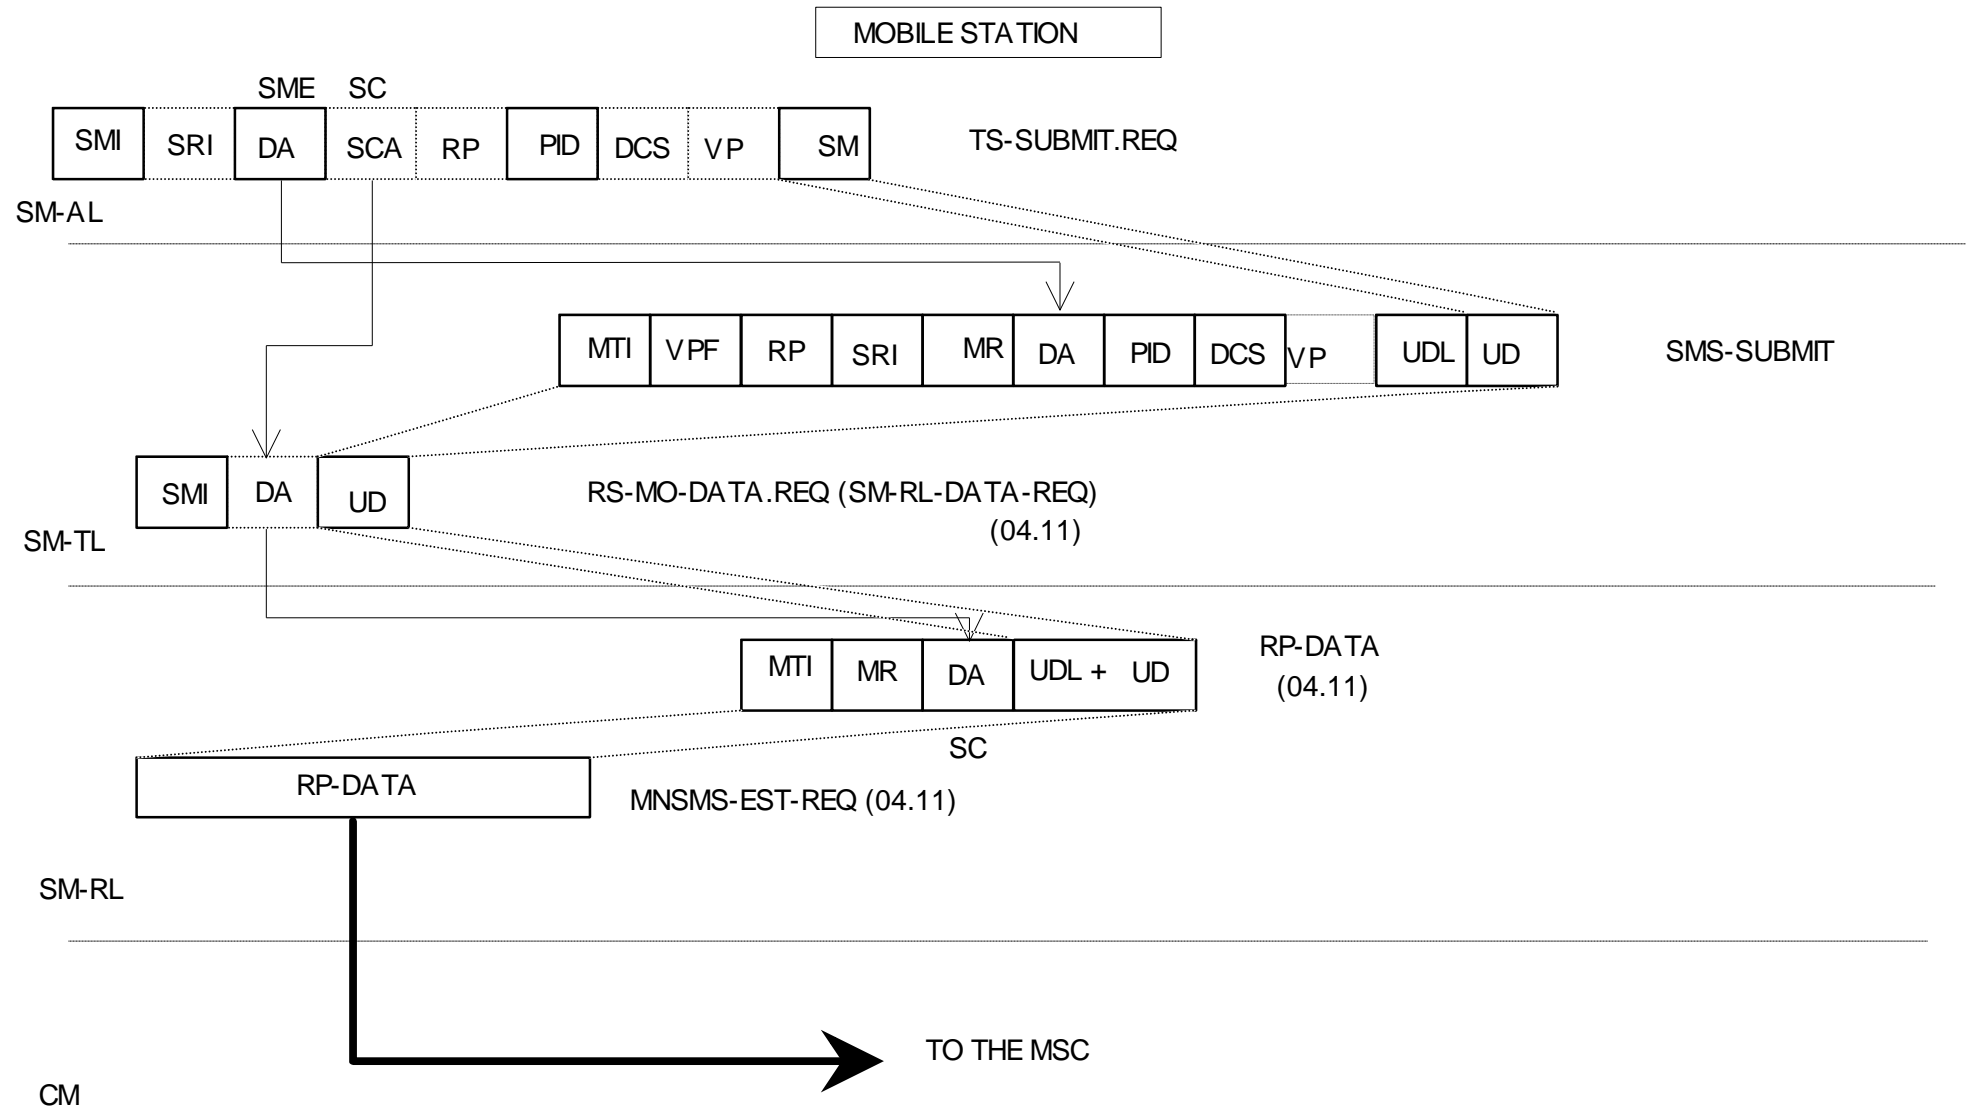 MOBILE STATION
SME SC
SMI SRI DA SCA RP PID DCS VP SM TS-SUBMIT.REQ
SM-AL
MTI VPF RP SRI MR DA PID DCS VP UDL UD SMS-SUBMIT
SMI DA UD RS-MO-DATA.REQ (SM-RL-DATA-REQ)
(04.11)
SM-TL
MTI MR DA UDL + UD RP-DATA
(04.11)
SC
RP-DATA MNSMS-EST-REQ (04.11)
SM-RL
TO THE MSC
CM